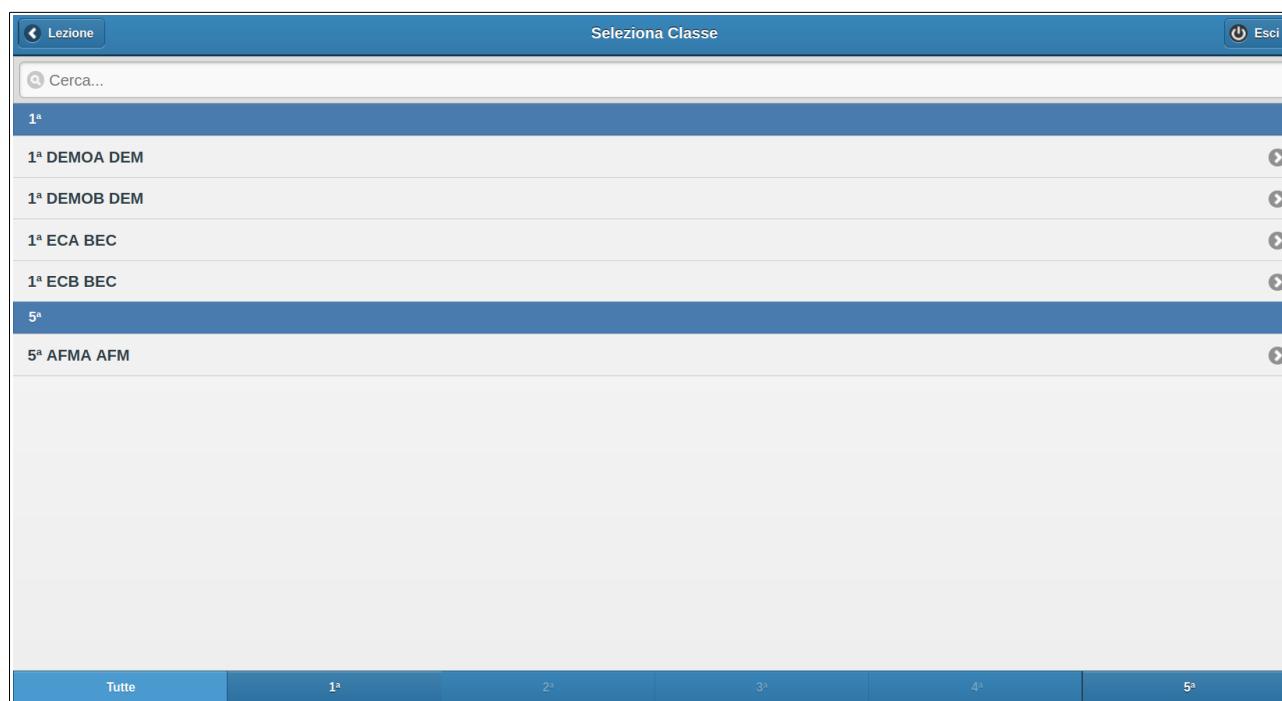 Lezione Seleziona Classe Esci
Cerca...
1ª
1ª DEMOA DEM
1ª DEMOB DEM
1ª ECA BEC
1ª ECB BEC
5ª
5ª AFMA AFM
Tutte 1ª 2ª 3ª 4ª 5ª